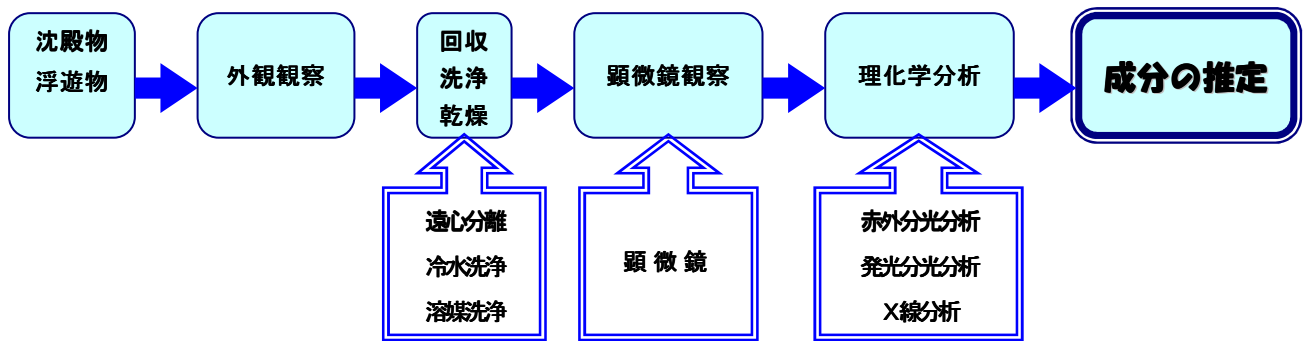 沈殿物
浮遊物
外観観察
回収
洗浄
乾燥
顕微鏡観察
理化学分析
成分の推定
遠心分離
冷水洗浄
溶媒洗浄
顕微鏡
赤外分光分析
発光分光分析
X線分析